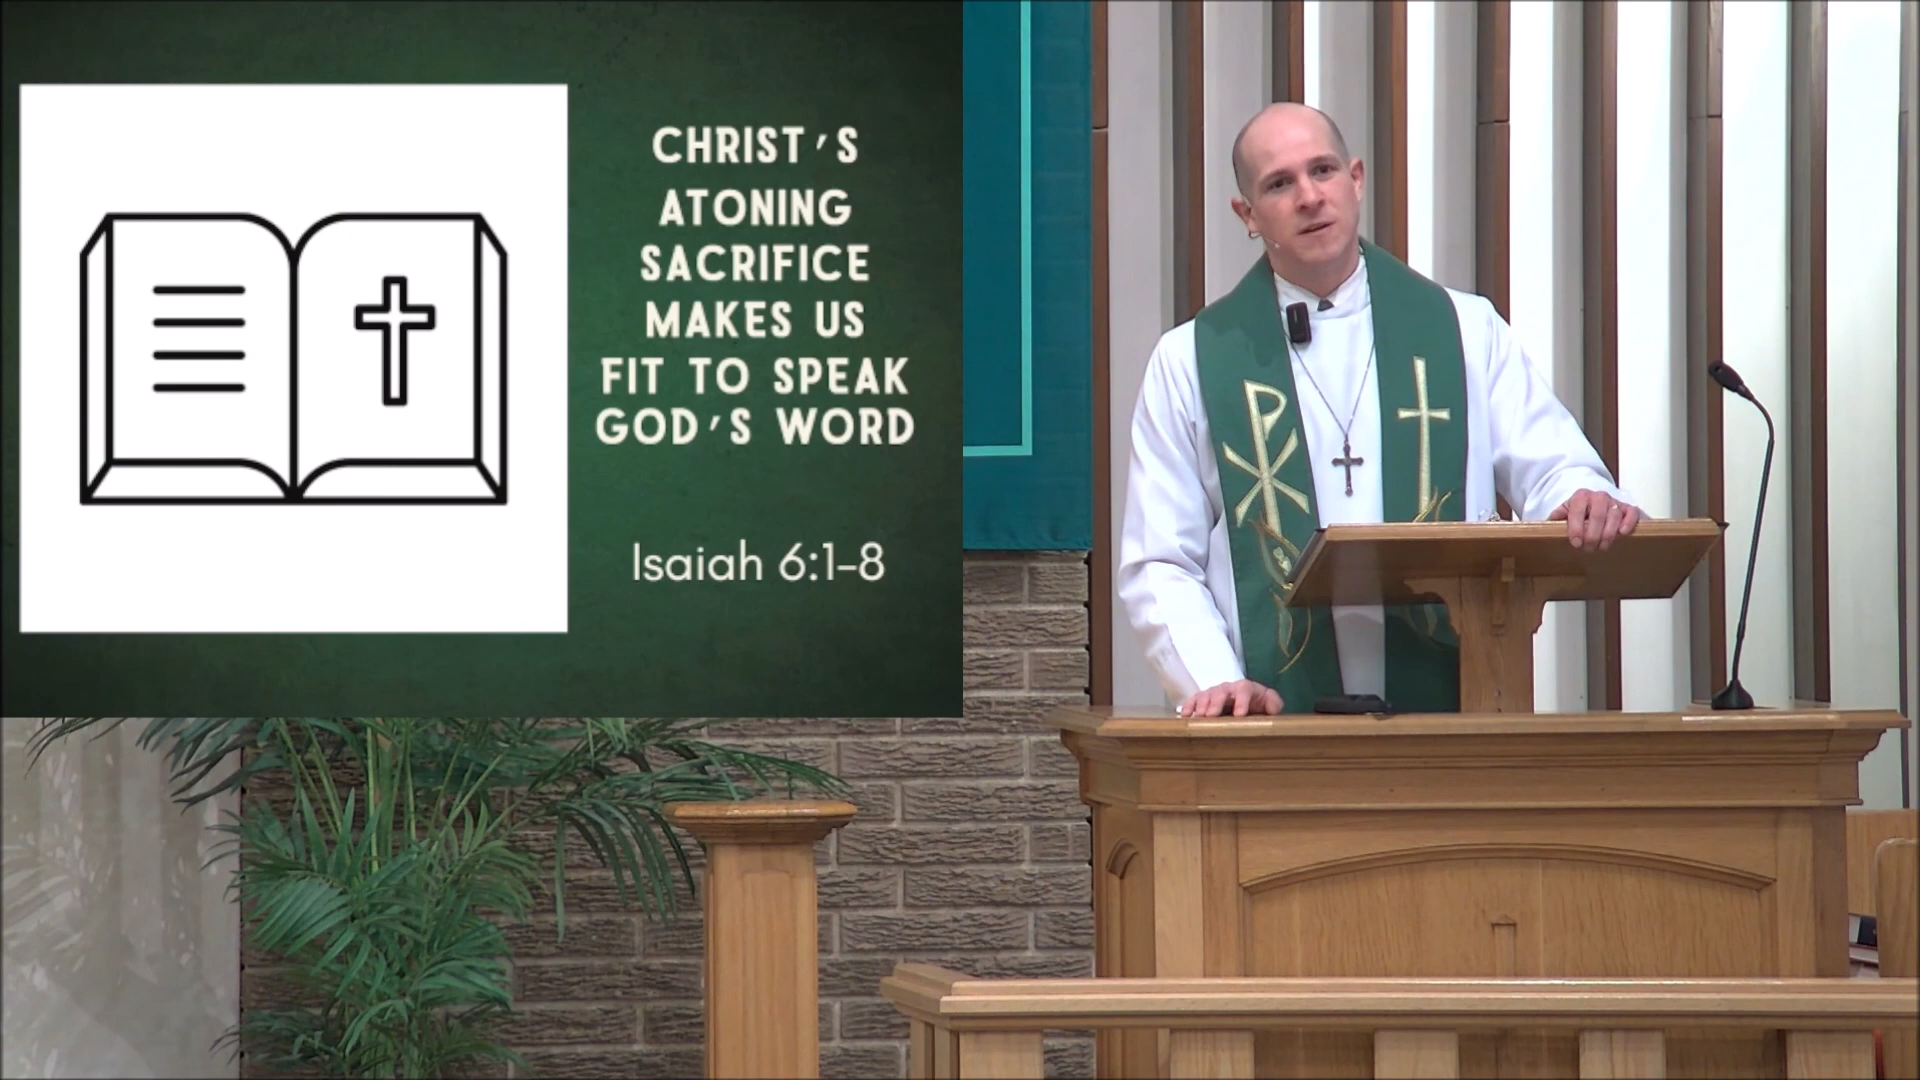 CHRIST'S
ATONING
SACRIFICE
MAKES US
FIT TO SPEAK
GOD'S WORD
Isaiah 6:1-8